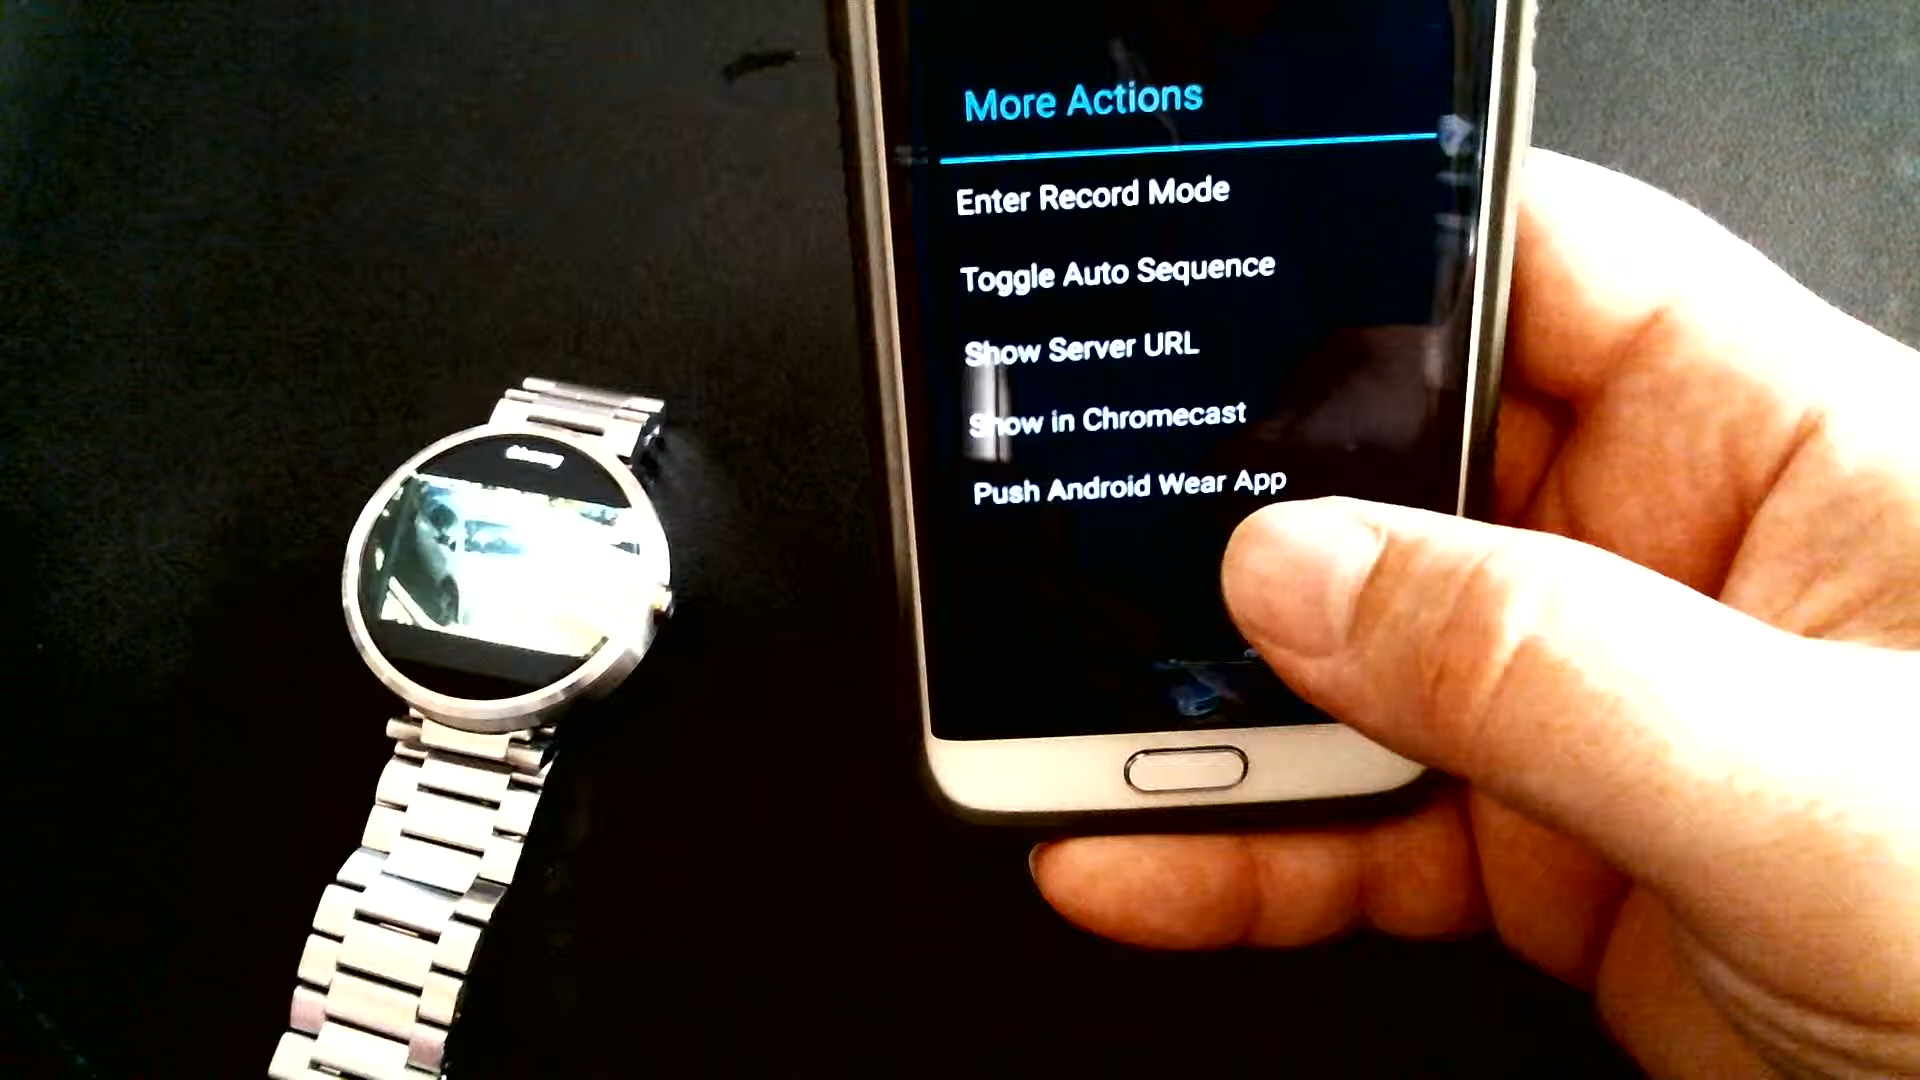 More Actions
Enter Record Mode
Toggle Auto Sequence
Show Server URL
Show in Chromecast
Push Android Wear App